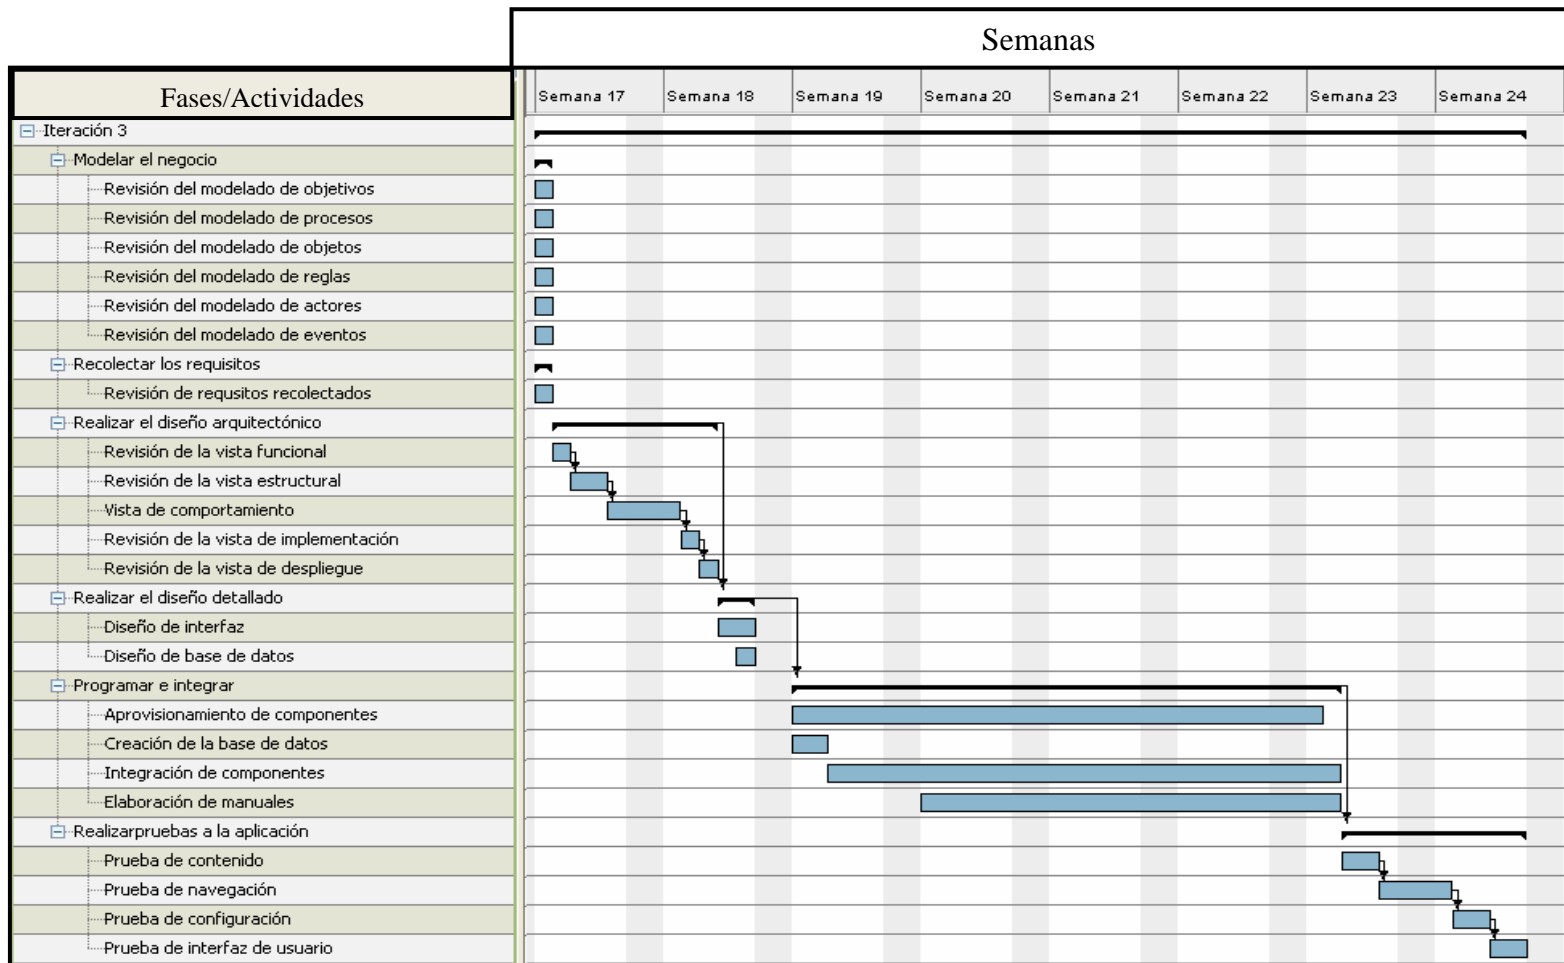 Semanas
Fases/Actividades
Semana 17
Semana 18
Semana 19
Semana 20
Semana 21
Semana 22
Semana 23
Semana 24
Iteración 3
Modelar el negocio
Revisión del modelado de objetivos
Revisión del modelado de procesos
Revisión del modelado de objetos
Revisión del modelado de reglas
Revisión del modelado de actores
Revisión del modelado de eventos
Recolectar los requisitos
Revisión de requsitos recolectados
Realizar el diseño arquitectónico
Revisión de la vista funcional
Revisión de la vista estructural
Vista de comportamiento
Revisión de la vista de implementación
Revisión de la vista de despliegue
Realizar el diseño detallado
Diseño de interfaz
Diseño de base de datos
Programar e integrar
Aprovisionamiento de componentes
Creación de la base de datos
Integración de componentes
Elaboración de manuales
Realizarpruebas a la aplicación
Prueba de contenido
Prueba de navegación
Prueba de configuración
Prueba de interfaz de usuario